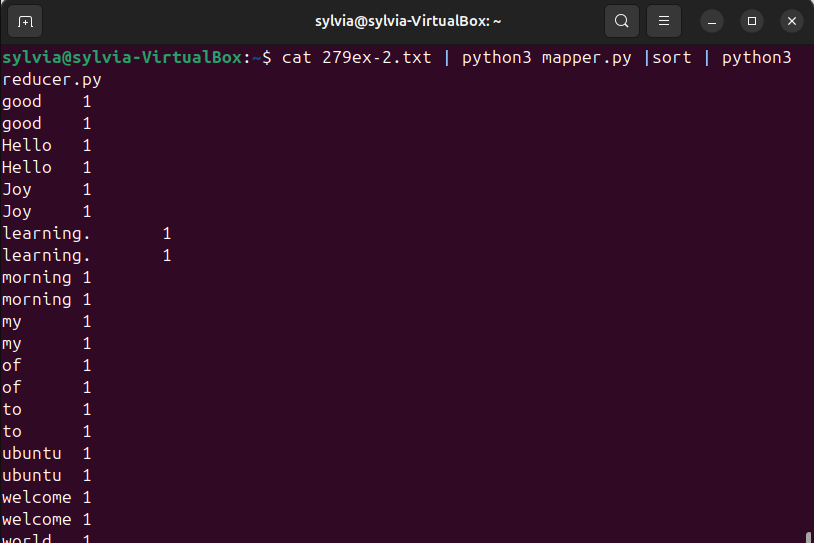 sylvia@sylvia-VirtualBox: ~
sylvia@sylvia-VirtualBox:~$ cat 279ex-2.txt | python3 mapper.py |sort | python3
reducer.py
good 1
good 1
Hello 1
Hello 1
Joy 1
Joy 1
learning. 1
learning. 1
morning 1
morning 1
my 1
my 1
of 1
of 1
to 1
to 1
ubuntu 1
ubuntu 1
welcome 1
welcome 1
world 1